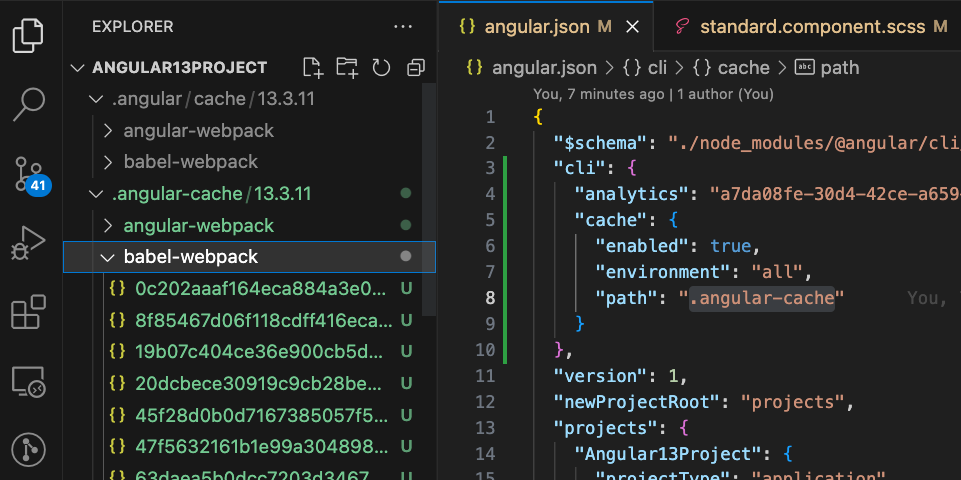 EXPLORER
ANGULAR13PROJECT
.angular / cache / 13.3.11
angular-webpack
babel-webpack
.angular-cache / 13.3.11
angular-webpack
babel-webpack
{} 0c202aaaf164eca884a3e0... U
{} 8f85467d06f118cdff416eca... U
{} 19b07c404ce36e900cb5d... U
{} 20dcbece30919c9cb28be... U
{} 45f28d0b0d7167385057f5... U
{} 47f5632161b1e99a304898... U
{} 63daea5b0dcc7203d3467
41
{} angular.json M
standard.component.scss M
{} angular.json > {} cli > {} cache > abc path
You, 7 minutes ago | 1 author (You)
1 {
2 "$schema": "./node_modules/@angular/cli
3 "cli": {
4 "analytics": "a7da08fe-30d4-42ce-a659-
5 "cache": {
6 "enabled": true,
7 "environment": "all",
8 "path": ".angular-cache" You,
9 }
10 },
11 "version": 1,
12 "newProjectRoot": "projects",
13 "projects": {
14 "Angular13Project": {
15 "projectType": "application"